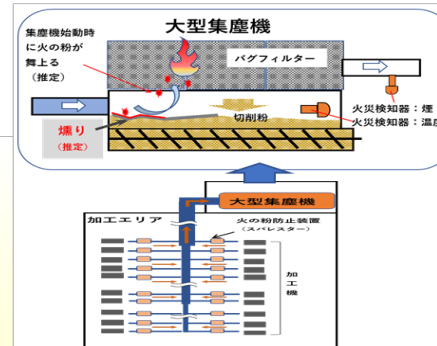 大型集塵機
集塵機始動時
に火の粉が
舞上る
(推定)
バグフィルター
切削粉
燻り
(推定)
火災検知器:煙
火災検知器:温度
大型集塵機
加工エリア
火の粉防止装置
(スパレスター)
加工機